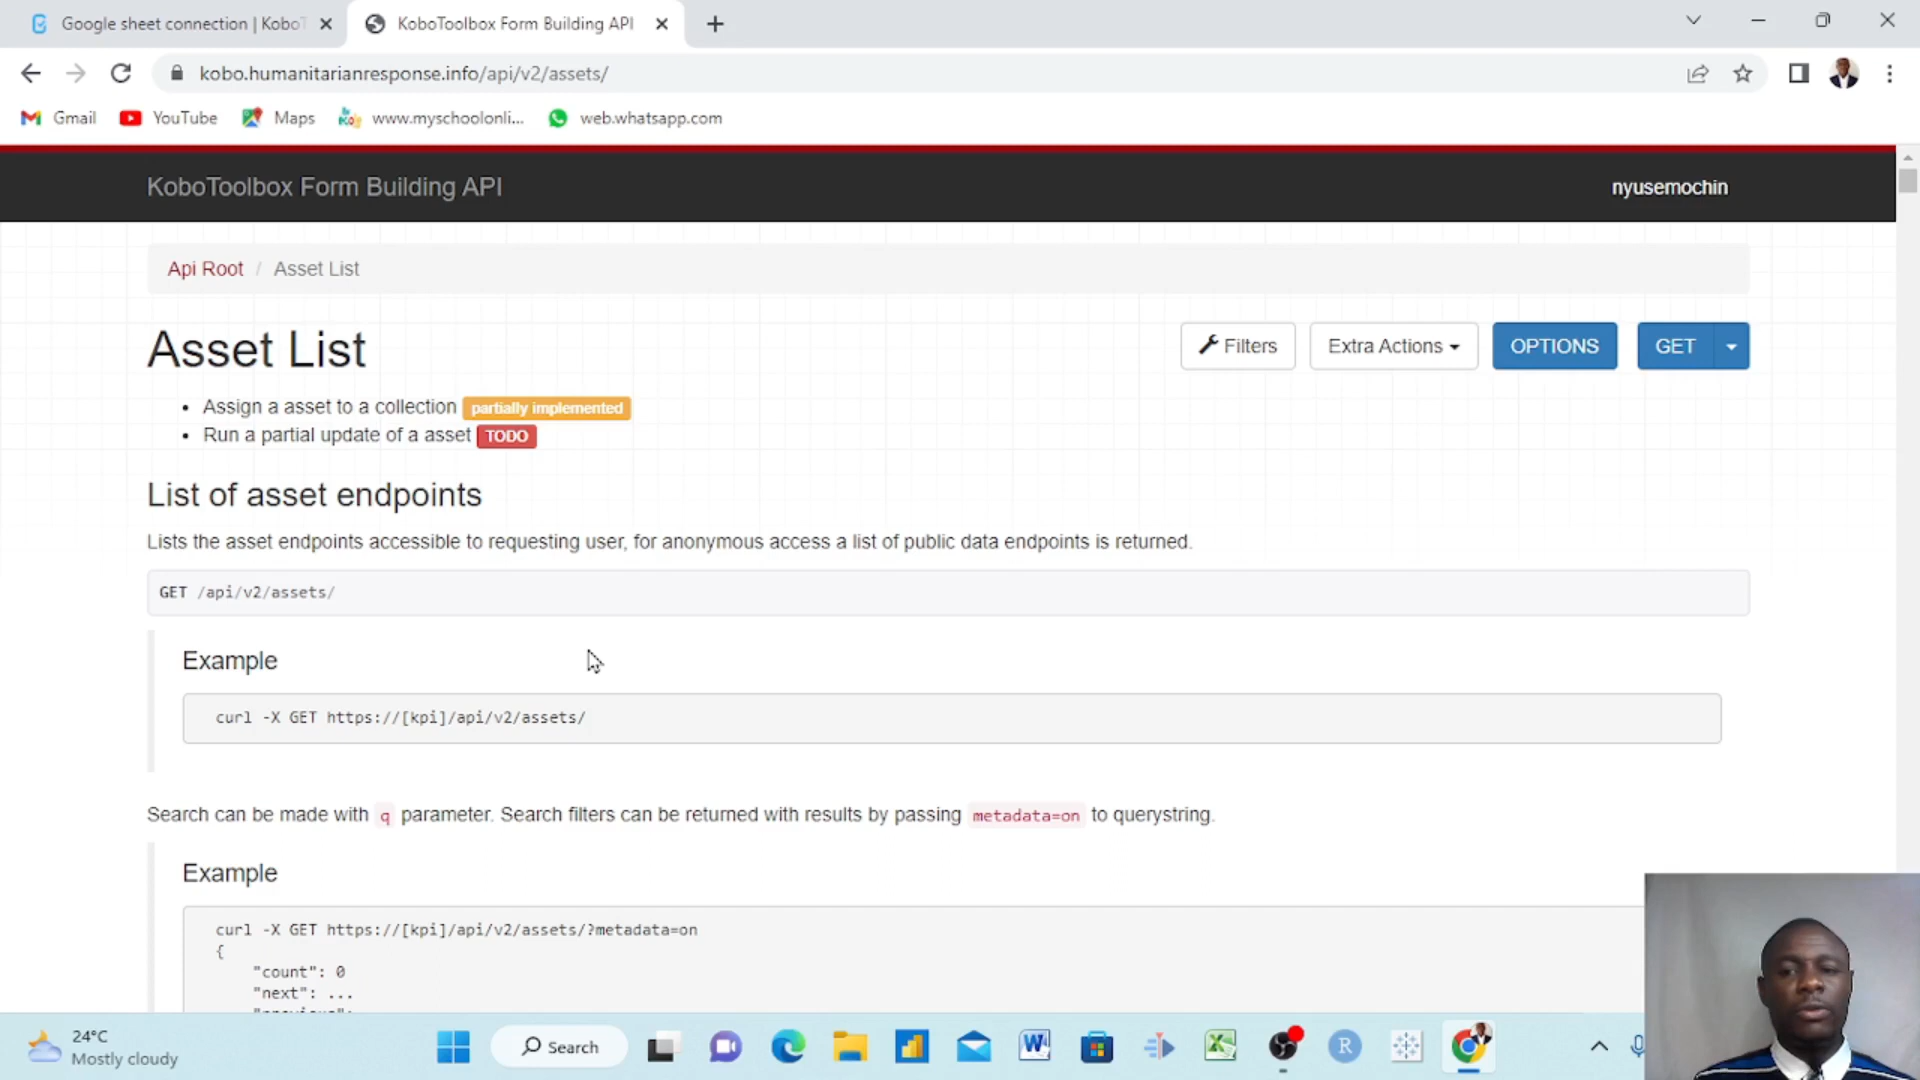 Google sheet connection | KoboT
KoboToolbox Form Building API
kobo.humanitarianresponse.info/api/v2/assets/
Gmail
YouTube
Maps
www.myschoolonli...
web.whatsapp.com
KoboToolbox Form Building API
nyusemochin
Api Root / Asset List
Asset List
Filters
Extra Actions
OPTIONS
GET
• Assign a asset to a collection partially implemented
• Run a partial update of a asset TODO
List of asset endpoints
Lists the asset endpoints accessible to requesting user, for anonymous access a list of public data endpoints is returned.
GET /api/v2/assets/
Example
curl -X GET https://[kpi]/api/v2/assets/
Search can be made with q parameter. Search filters can be returned with results by passing metadata=on to querystring.
Example
curl -X GET https://[kpi]/api/v2/assets/?metadata=on
{
"count": 0
"next": ...
24°C
Mostly cloudy
Search